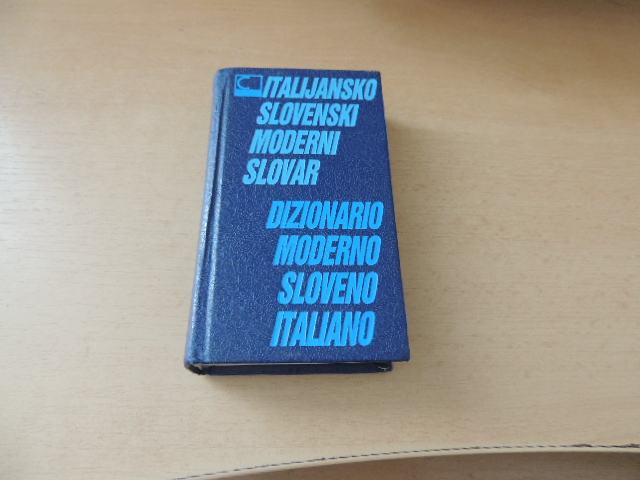 ITALIJANSKO
SLOVENSKI
MODERNI
SLOVAR
DIZIONARIO
MODERNO
SLOVENO
ITALIANO